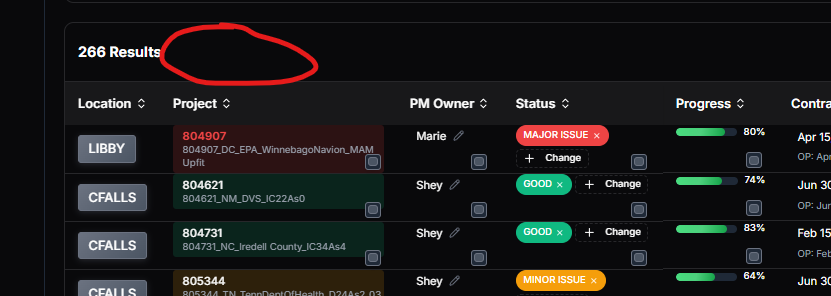 266 Results
Location Project PM Owner Status Progress Contra
LIBBY
804907
804907_DC_EPA_WinnebagoNavion_MAM_
Upfit
Marie
MAJOR ISSUE ×
+ Change
80%
Apr 15
OP: Apr
CFALLS
804621
804621_NM_DVS_IC22As0
Shey
GOOD ×
+ Change
74%
Jun 30
OP: Jun
CFALLS
804731
804731_NC_Iredell County_IC34As4
Shey
GOOD ×
+ Change
83%
Feb 15
OP: Feb
CFALLS
805344
805344_TN_TennDeptOfHealth_D24As2_03
Shey
MINOR ISSUE ×
64%
Jun 30